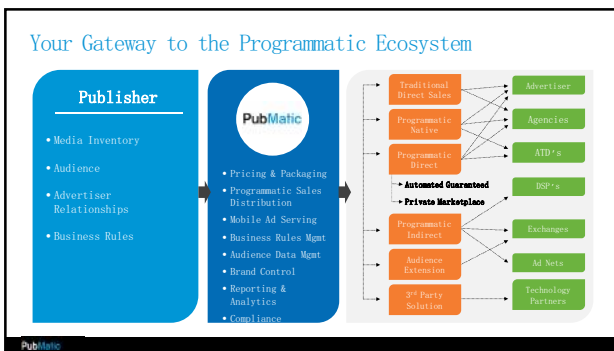 Your Gateway to the Programmatic Ecosystem
Publisher
• Media Inventory
• Audience
• Advertiser
Relationships
• Business Rules
PubMatic
• Pricing & Packaging
• Programmatic Sales
Distribution
• Mobile Ad Serving
• Business Rules Mgmt
• Audience Data Mgmt
• Brand Control
• Reporting &
Analytics
• Compliance
Traditional
Direct Sales
Programmatic
Native
Programmatic
Direct
Automated Guaranteed
Private Marketplace
Programmatic
Indirect
Audience
Extension
3rd Party
Solution
Advertiser
Agencies
ATD's
DSP's
Exchanges
Ad Nets
Technology
Partners
PubMatic